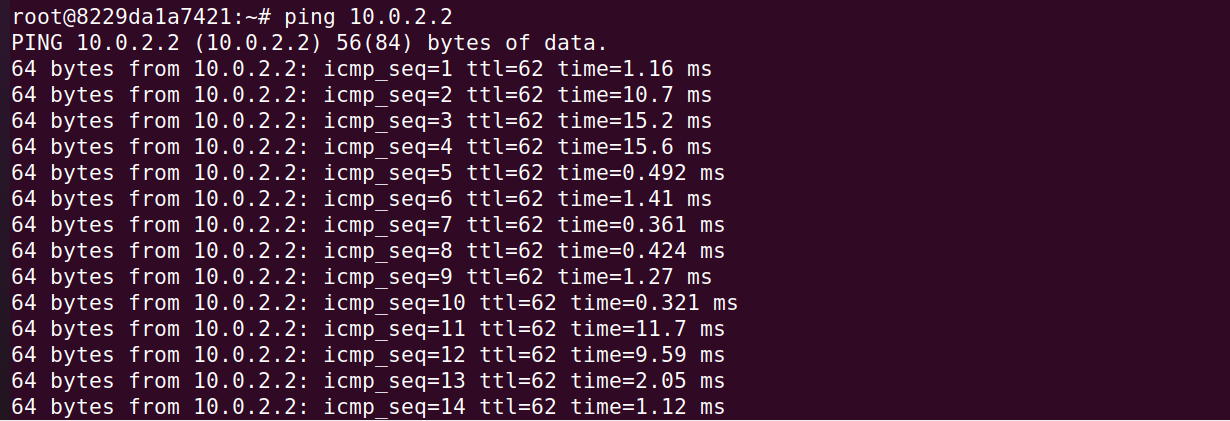 root@8229da1a7421:~# ping 10.0.2.2
PING 10.0.2.2 (10.0.2.2) 56(84) bytes of data.
64 bytes from 10.0.2.2: icmp_seq=1 ttl=62 time=1.16 ms
64 bytes from 10.0.2.2: icmp_seq=2 ttl=62 time=10.7 ms
64 bytes from 10.0.2.2: icmp_seq=3 ttl=62 time=15.2 ms
64 bytes from 10.0.2.2: icmp_seq=4 ttl=62 time=15.6 ms
64 bytes from 10.0.2.2: icmp_seq=5 ttl=62 time=0.492 ms
64 bytes from 10.0.2.2: icmp_seq=6 ttl=62 time=1.41 ms
64 bytes from 10.0.2.2: icmp_seq=7 ttl=62 time=0.361 ms
64 bytes from 10.0.2.2: icmp_seq=8 ttl=62 time=0.424 ms
64 bytes from 10.0.2.2: icmp_seq=9 ttl=62 time=1.27 ms
64 bytes from 10.0.2.2: icmp_seq=10 ttl=62 time=0.321 ms
64 bytes from 10.0.2.2: icmp_seq=11 ttl=62 time=11.7 ms
64 bytes from 10.0.2.2: icmp_seq=12 ttl=62 time=9.59 ms
64 bytes from 10.0.2.2: icmp_seq=13 ttl=62 time=2.05 ms
64 bytes from 10.0.2.2: icmp_seq=14 ttl=62 time=1.12 ms